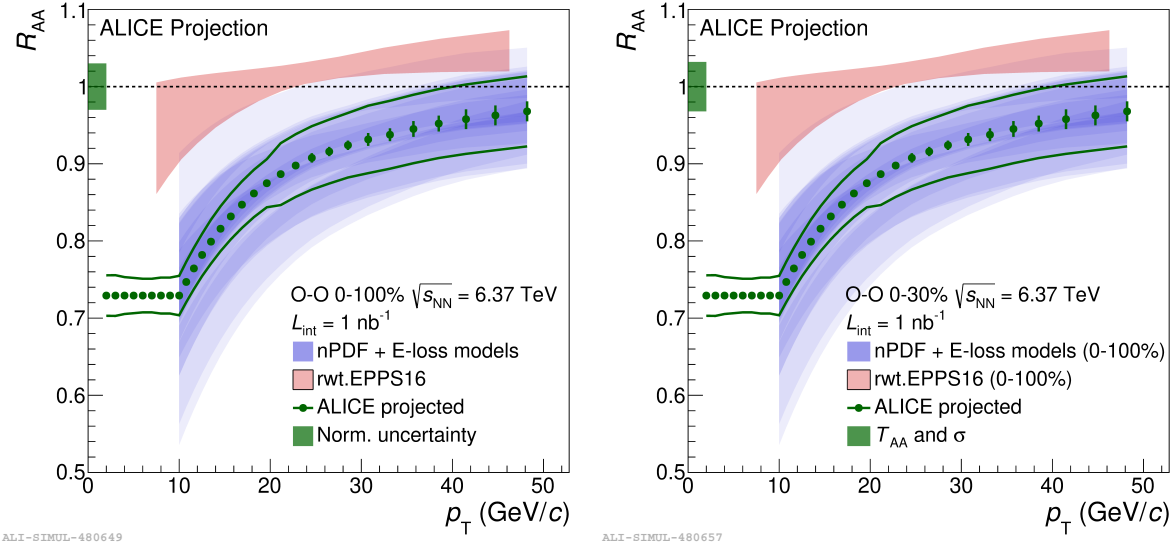 ALICE Projection
R_AA
1.1
1
0.9
0.8
0.7
0.6
0.5
O-O 0-100% √s_NN = 6.37 TeV
L_int = 1 nb^-1
nPDF + E-loss models
rwt.EPPS16
ALICE projected
Norm. uncertainty
0 10 20 30 40 50
p_T (GeV/c)
ALI-SIMUL-480649
ALICE Projection
R_AA
1.1
1
0.9
0.8
0.7
0.6
0.5
O-O 0-30% √s_NN = 6.37 TeV
L_int = 1 nb^-1
nPDF + E-loss models (0-100%)
rwt.EPPS16 (0-100%)
ALICE projected
T_AA and σ
0 10 20 30 40 50
p_T (GeV/c)
ALI-SIMUL-480657